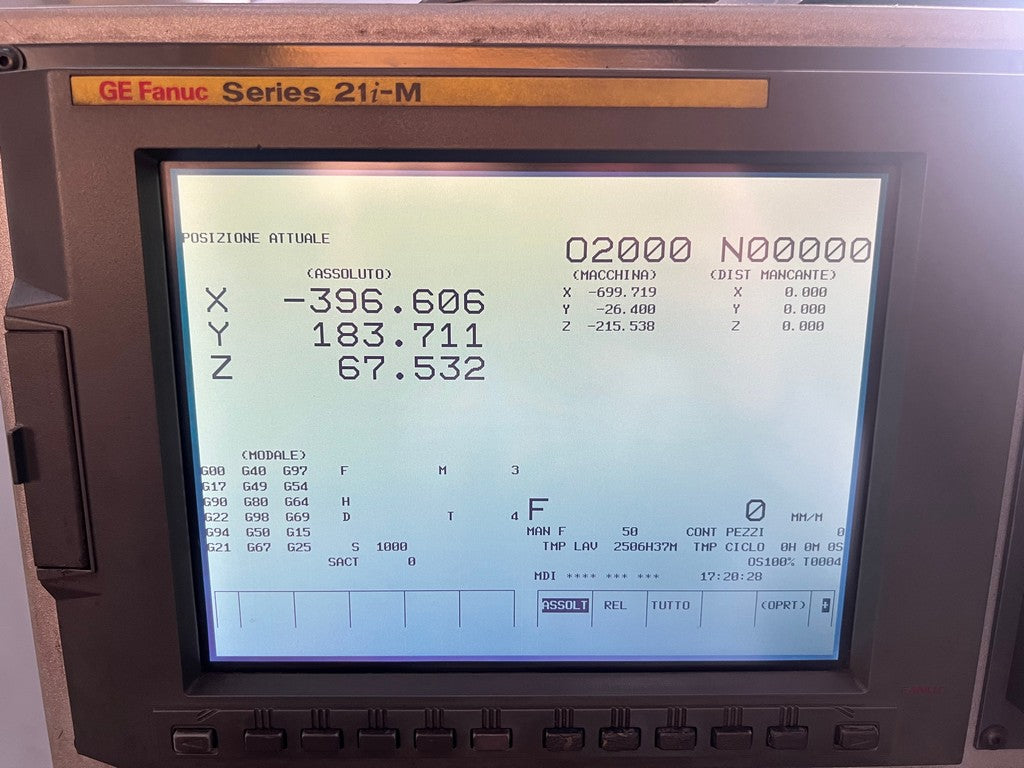 GE Fanuc Series 21i-M
POSIZIONE ATTUALE
O2000 N00000
(ASSOLUTO)
X -396.606
Y 183.711
Z 67.532
(MACCHINA)
X -699.719
Y -26.400
Z -215.538
(DIST MANCANTE)
X 0.000
Y 0.000
Z 0.000
(MODALE)
G00 G40 G97 F M 3
G17 G49 G54
G90 G80 G64 H
G22 G98 G69 D T 4
G94 G50 G15
G21 G67 G25 S 1000
SACT 0
F 0 MM/M
MAN F 50 CONT PEZZI 0
TMP LAV 2506H37M TMP CICLO 0H 0M 0S
OS100% T0004
MDI **** *** *** 17:20:28
ASSOLT REL TUTTO (OPRT) +
FANUC